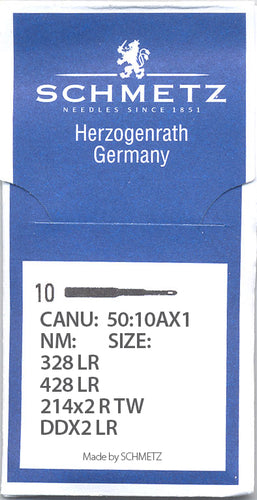 SCHMETZ
NEEDLES SINCE 1851
Herzogenrath
Germany
10
CANU: 50:10AX1
NM: SIZE:
328 LR
428 LR
214x2 R TW
DDX2 LR
Made by SCHMETZ